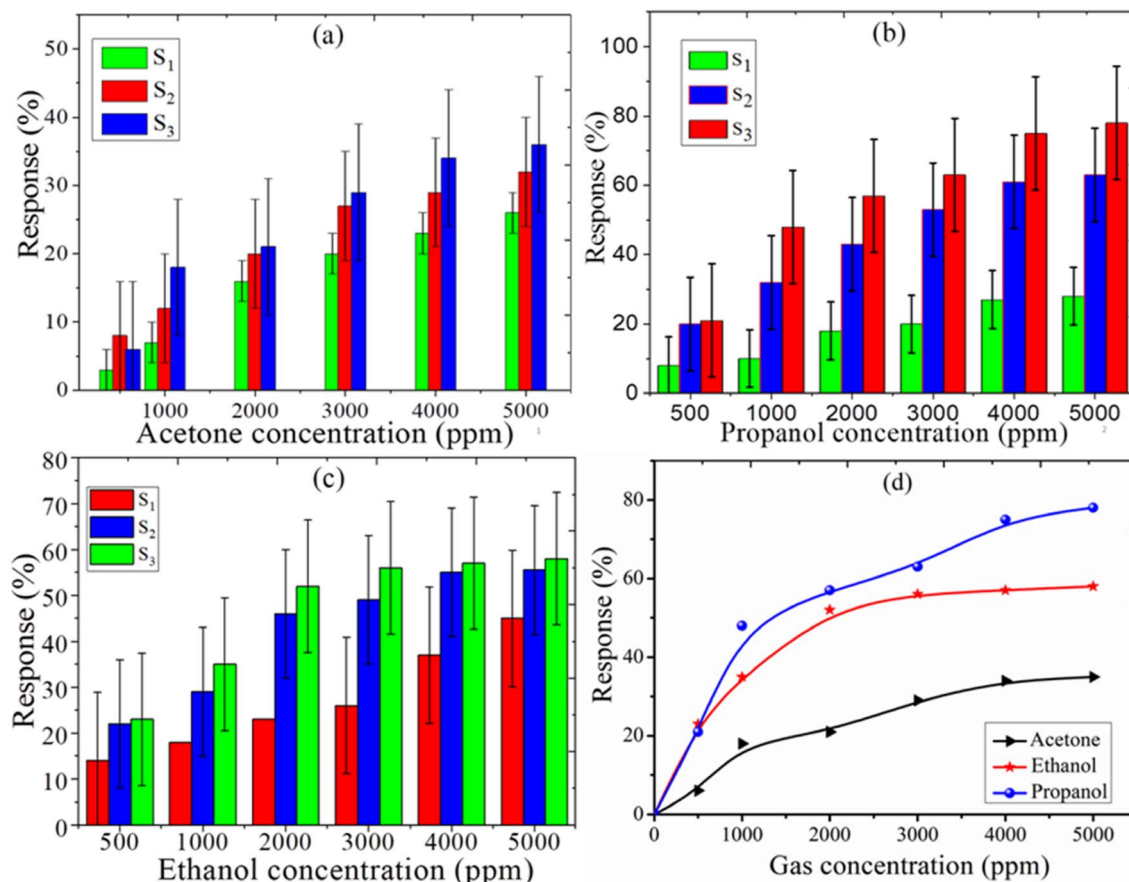 (a)
S1
S2
S3
Response (%)
50
40
30
20
10
0
1000 2000 3000 4000 5000
Acetone concentration (ppm) 1
(b)
S1
S2
S3
Response (%)
100
80
60
40
20
0
500 1000 2000 3000 4000 5000
Propanol concentration (ppm) 2
(c)
S1
S2
S3
Response (%)
80
70
60
50
40
30
20
10
0
500 1000 2000 3000 4000 5000
Ethanol concentration (ppm)
(d)
Response (%)
80
60
40
20
0
Acetone
Ethanol
Propanol
0 1000 2000 3000 4000 5000
Gas concentration (ppm)